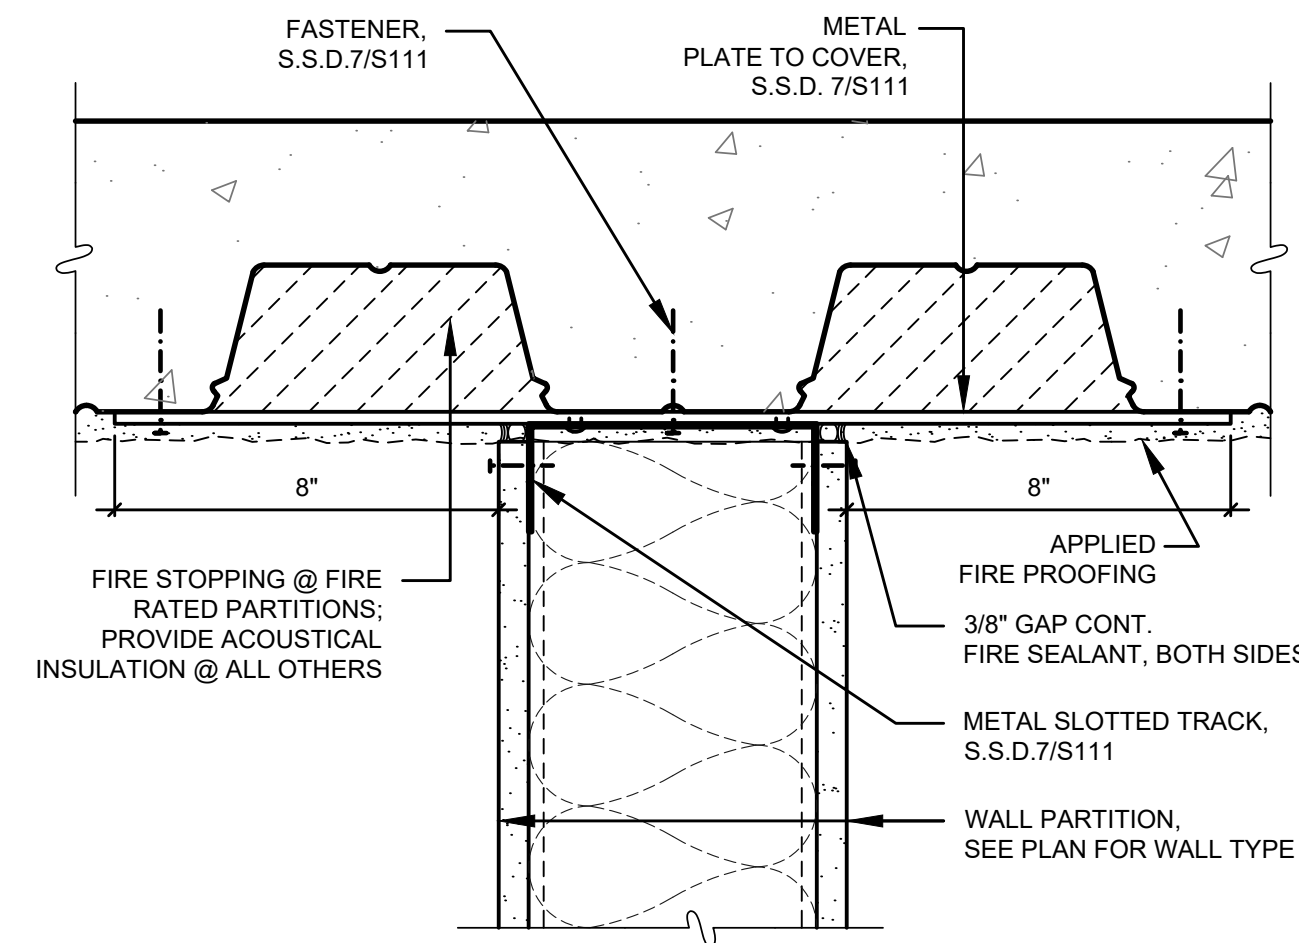 FASTENER,
S.S.D.7/S111
METAL
PLATE TO COVER,
S.S.D. 7/S111
8"
8"
FIRE STOPPING @ FIRE
RATED PARTITIONS;
PROVIDE ACOUSTICAL
INSULATION @ ALL OTHERS
APPLIED
FIRE PROOFING
3/8" GAP CONT.
FIRE SEALANT, BOTH SIDES
METAL SLOTTED TRACK,
S.S.D.7/S111
WALL PARTITION,
SEE PLAN FOR WALL TYPE